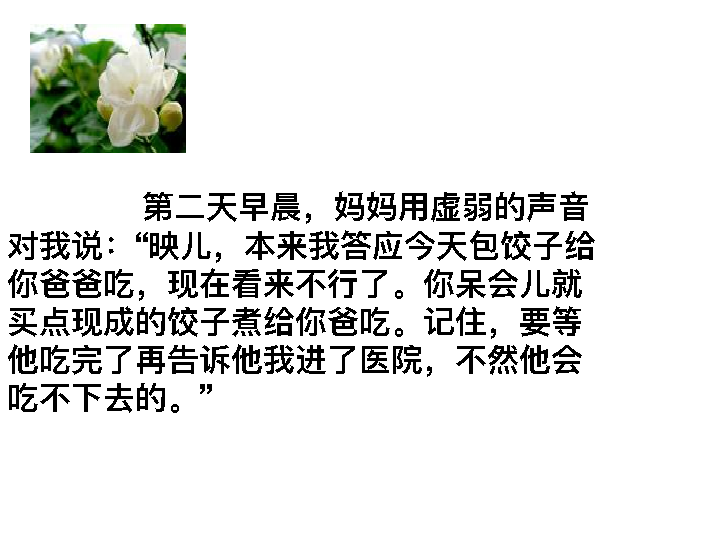 第二天早晨，妈妈用虚弱的声音
对我说：“映儿，本来我答应今天包饺子给
你爸爸吃，现在看来不行了。你呆会儿就
买点现成的饺子煮给你爸吃。记住，要等
他吃完了再告诉他我进了医院，不然他会
吃不下去的。”